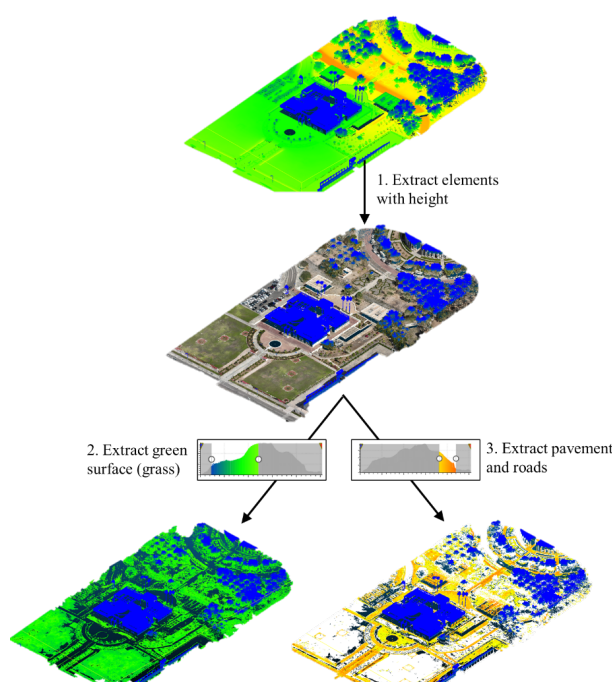 1. Extract elements
with height
2. Extract green
surface (grass)
3. Extract pavement
and roads